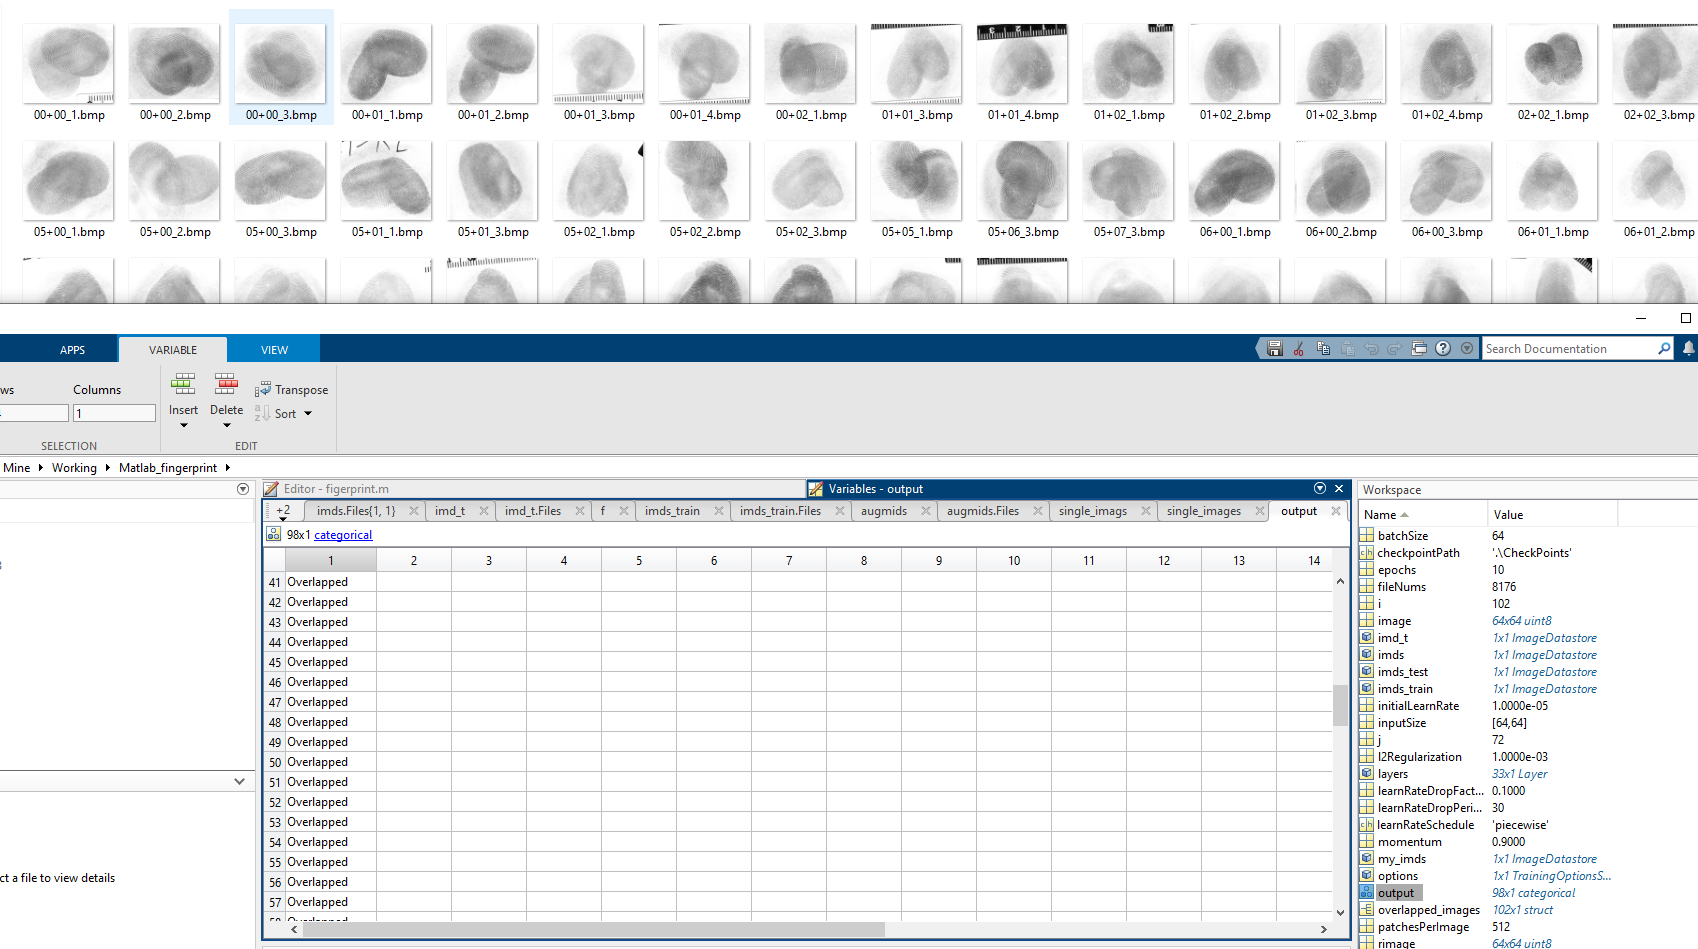 00+00_1.bmp 00+00_2.bmp 00+00_3.bmp 00+01_1.bmp 00+01_2.bmp 00+01_3.bmp 00+01_4.bmp 00+02_1.bmp 01+01_3.bmp 01+01_4.bmp 01+02_1.bmp 01+02_2.bmp 01+02_3.bmp 01+02_4.bmp 02+02_1.bmp 02+02_3.bmp
05+00_1.bmp 05+00_2.bmp 05+00_3.bmp 05+01_1.bmp 05+01_3.bmp 05+02_1.bmp 05+02_2.bmp 05+02_3.bmp 05+05_1.bmp 05+06_3.bmp 05+07_3.bmp 06+00_1.bmp 06+00_2.bmp 06+00_3.bmp 06+01_1.bmp 06+01_2.bmp
APPS VARIABLE VIEW Search Documentation
ws Columns Insert Delete Transpose
1 Sort
SELECTION EDIT
Mine Working Matlab_fingerprint
Editor - figerprint.m Variables - output Workspace
+2 imds.Files{1, 1} imd_t imd_t.Files f imds_train imds_train.Files augmids augmids.Files single_imags single_images output
98x1 categorical
1 2 3 4 5 6 7 8 9 10 11 12 13 14
41 Overlapped
42 Overlapped
43 Overlapped
44 Overlapped
45 Overlapped
46 Overlapped
47 Overlapped
48 Overlapped
49 Overlapped
50 Overlapped
51 Overlapped
52 Overlapped
53 Overlapped
54 Overlapped
55 Overlapped
56 Overlapped
57 Overlapped
58 Overlapped
Name Value
batchSize 64
checkpointPath '.\CheckPoints'
epochs 10
fileNums 8176
i 102
image 64x64 uint8
imd_t 1x1 ImageDatastore
imds 1x1 ImageDatastore
imds_test 1x1 ImageDatastore
imds_train 1x1 ImageDatastore
initialLearnRate 1.0000e-05
inputSize [64,64]
j 72
l2Regularization 1.0000e-03
layers 33x1 Layer
learnRateDropFact... 0.1000
learnRateDropPeri... 30
learnRateSchedule 'piecewise'
momentum 0.9000
my_imds 1x1 ImageDatastore
options 1x1 TrainingOptionsS...
output 98x1 categorical
overlapped_images 102x1 struct
patchesPerImage 512
rimage 64x64 uint8
ct a file to view details